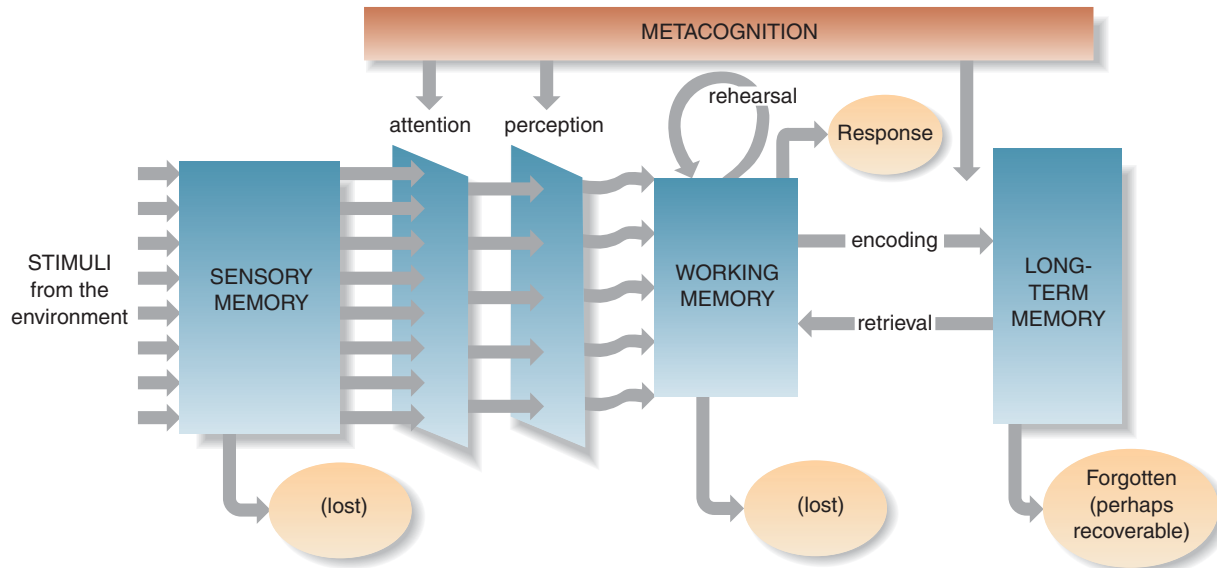 METACOGNITION
rehearsal
attention
perception
Response
STIMULI
from the
environment
SENSORY
MEMORY
WORKING
MEMORY
encoding
retrieval
LONG-
TERM
MEMORY
(lost)
(lost)
Forgotten
(perhaps
recoverable)